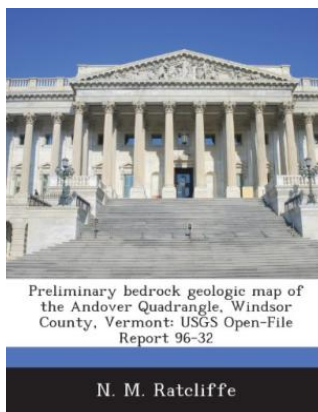 Preliminary bedrock geologic map of
the Andover Quadrangle, Windsor
County, Vermont: USGS Open-File
Report 96-32
N. M. Ratcliffe